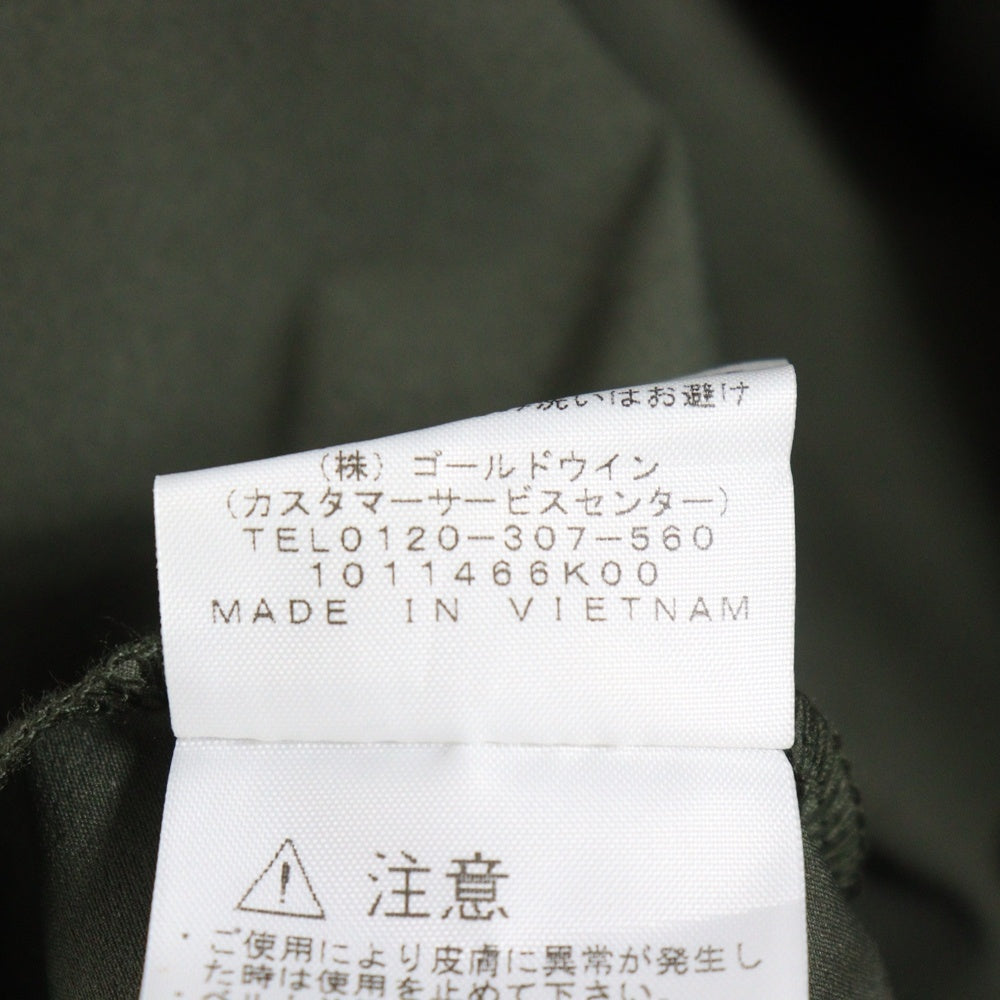 洗いはお避け
(株) ゴールドウイン
(カスタマーサービスセンター)
TEL0120-307-560
1011466K00
MADE IN VIETNAM
注意
・ご使用により皮膚に異常が発生し
た時は使用を止めて下さい。